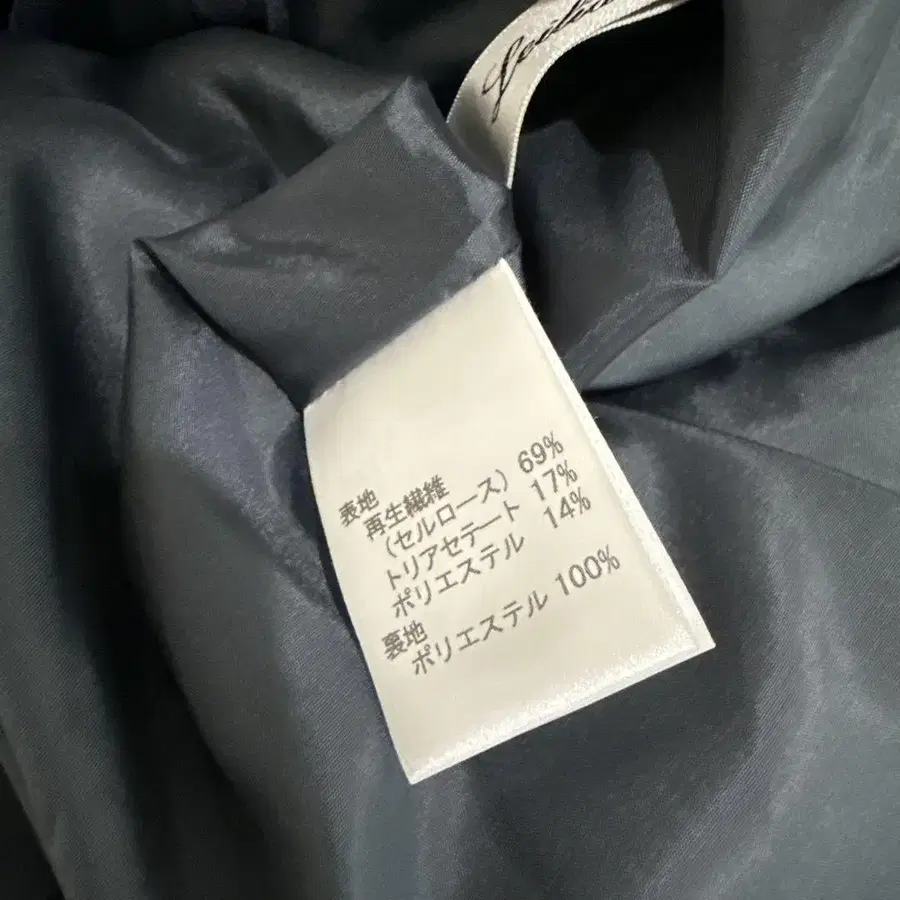 表地
再生繊維
(セルロース) 69%
トリアセテート 17%
ポリエステル 14%
裏地
ポリエステル 100%